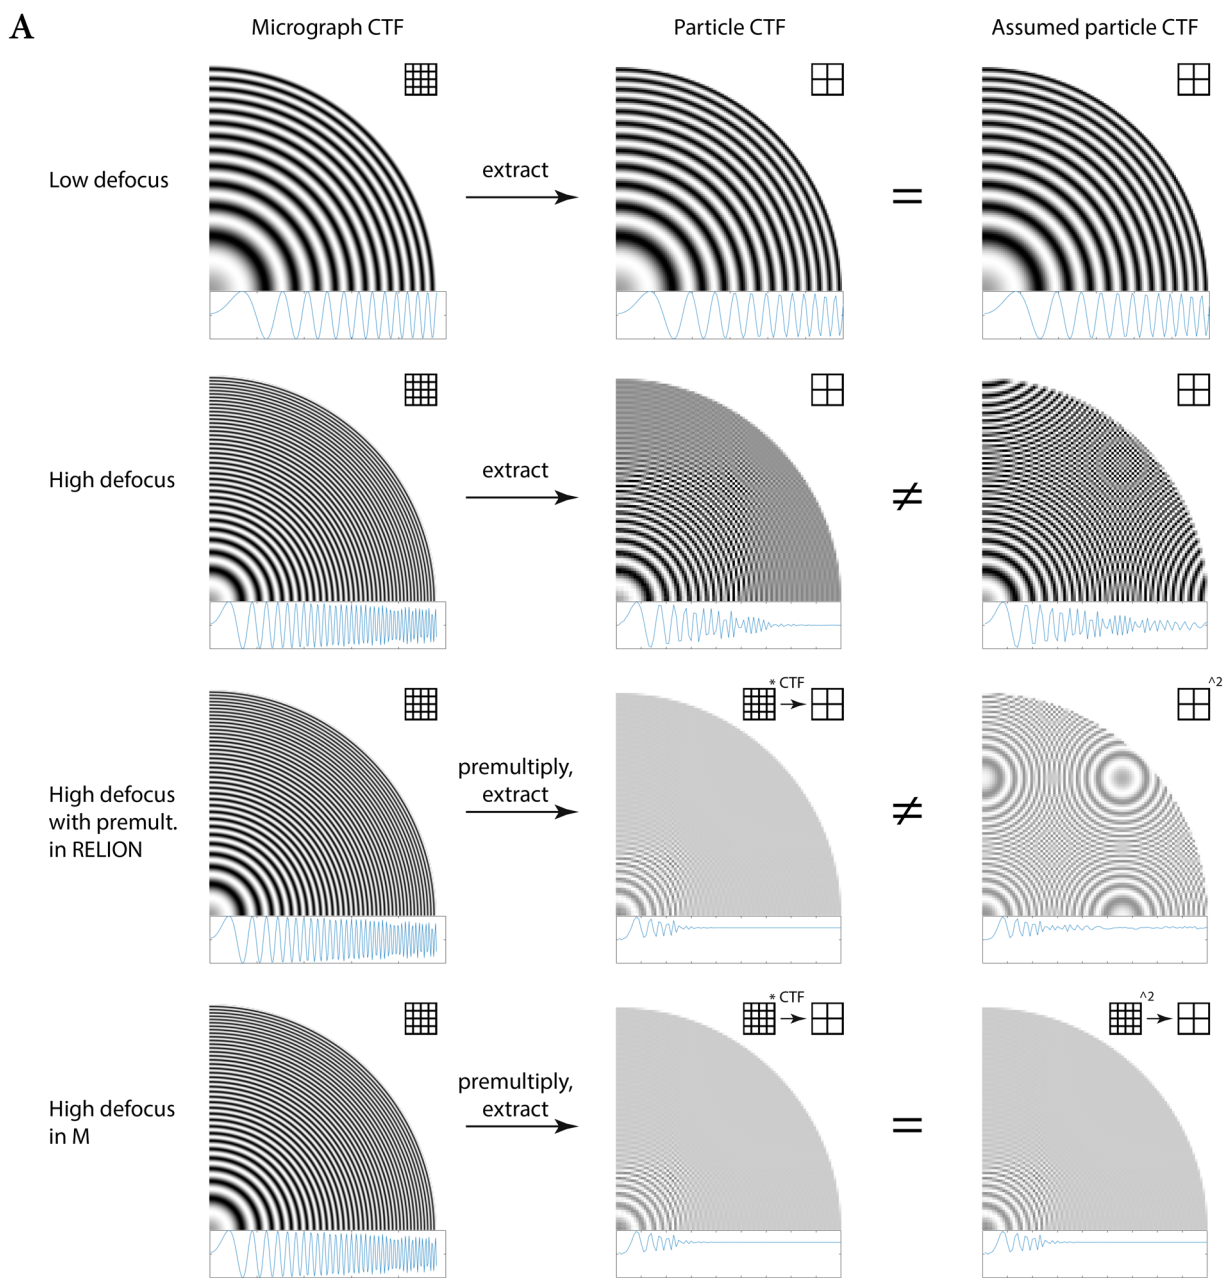 A
Micrograph CTF
Particle CTF
Assumed particle CTF
Low defocus
extract
=
High defocus
extract
≠
* CTF
^2
High defocus
with premult.
in RELION
premultiply,
extract
≠
* CTF
^2
High defocus
in M
premultiply,
extract
=